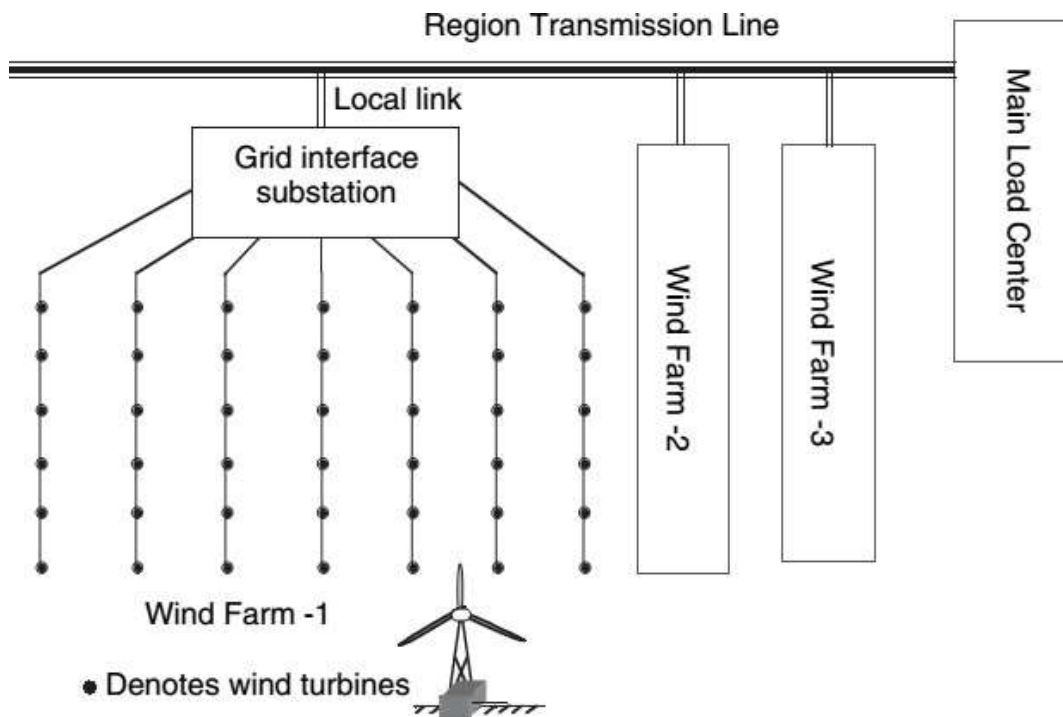 Region Transmission Line
Local link
Grid interface
substation
Main Load Center
Wind Farm -2
Wind Farm -3
Wind Farm -1
Denotes wind turbines